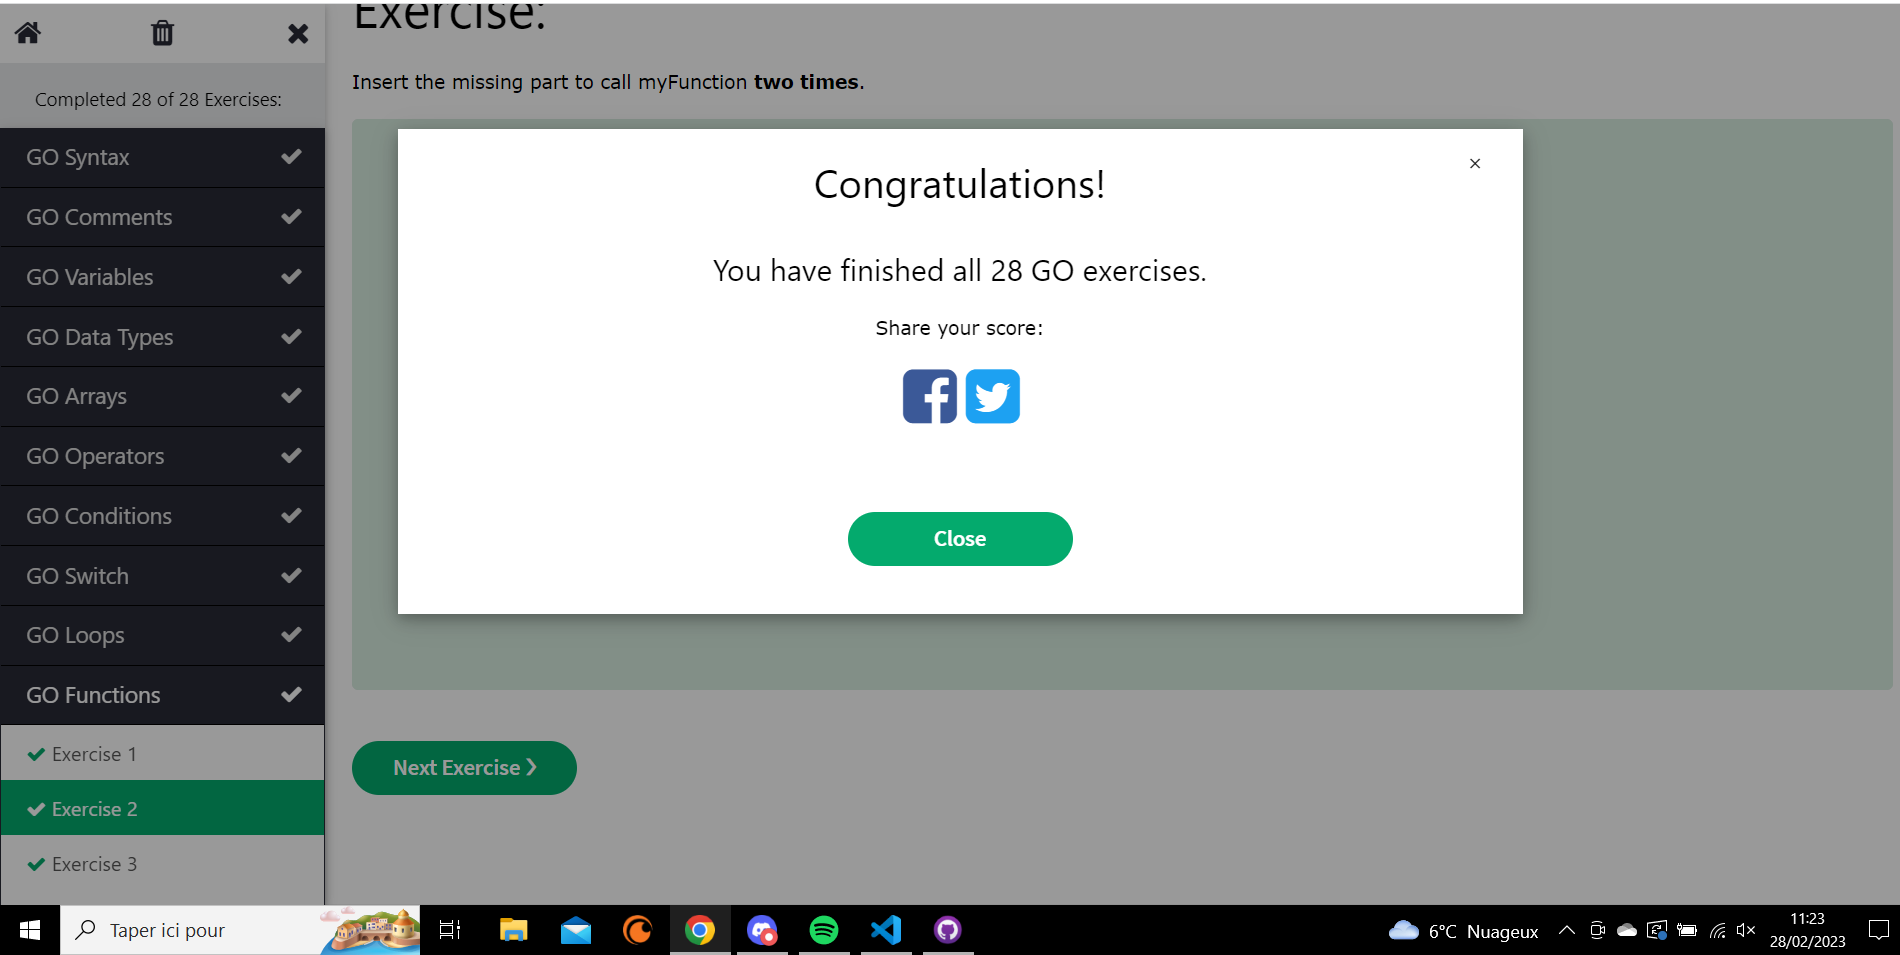 Exercise:
Completed 28 of 28 Exercises:
GO Syntax
GO Comments
GO Variables
GO Data Types
GO Arrays
GO Operators
GO Conditions
GO Switch
GO Loops
GO Functions
Exercise 1
Exercise 2
Exercise 3
Insert the missing part to call myFunction two times.
×
Congratulations!
You have finished all 28 GO exercises.
Share your score:
Close
Next Exercise ❯
Taper ici pour
6°C Nuageux
11:23
28/02/2023